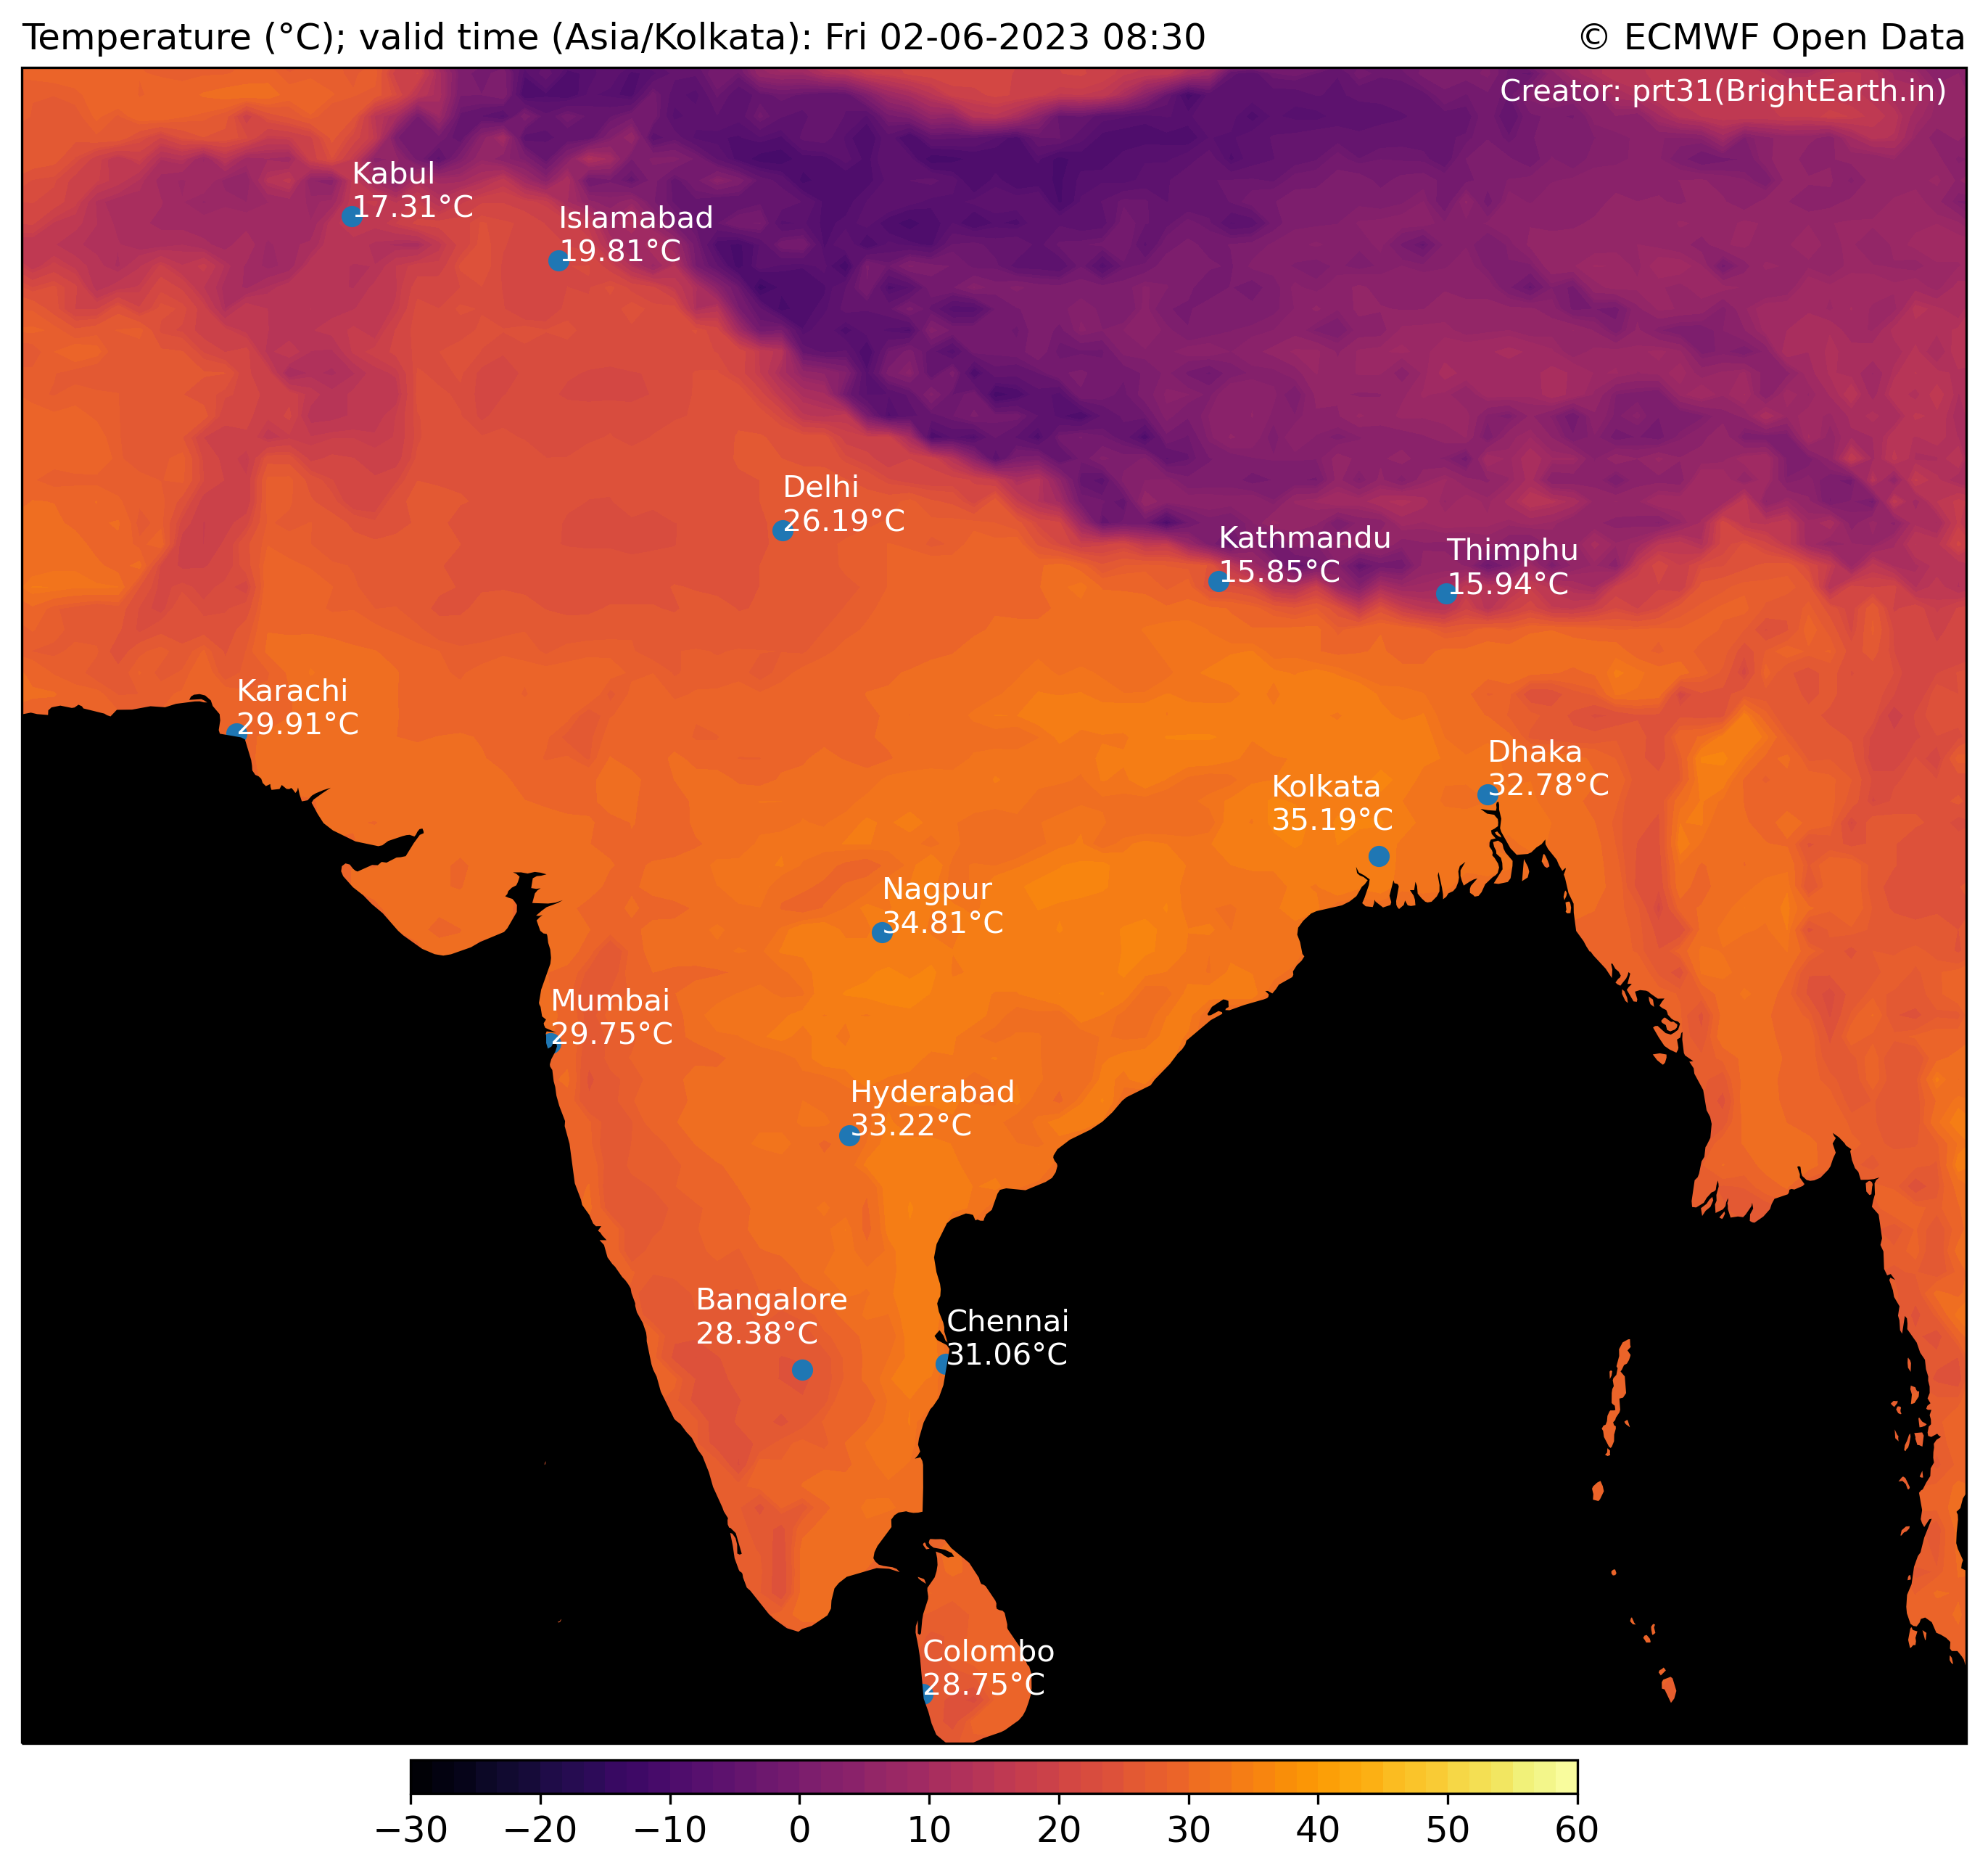 Temperature (°C); valid time (Asia/Kolkata): Fri 02-06-2023 08:30
© ECMWF Open Data
Creator: prt31(BrightEarth.in)
Kabul
17.31°C
Islamabad
19.81°C
Delhi
26.19°C
Kathmandu
15.85°C
Thimphu
15.94°C
Karachi
29.91°C
Dhaka
32.78°C
Kolkata
35.19°C
Nagpur
34.81°C
Mumbai
29.75°C
Hyderabad
33.22°C
Bangalore
28.38°C
Chennai
31.06°C
Colombo
28.75°C
−30 −20 −10 0 10 20 30 40 50 60